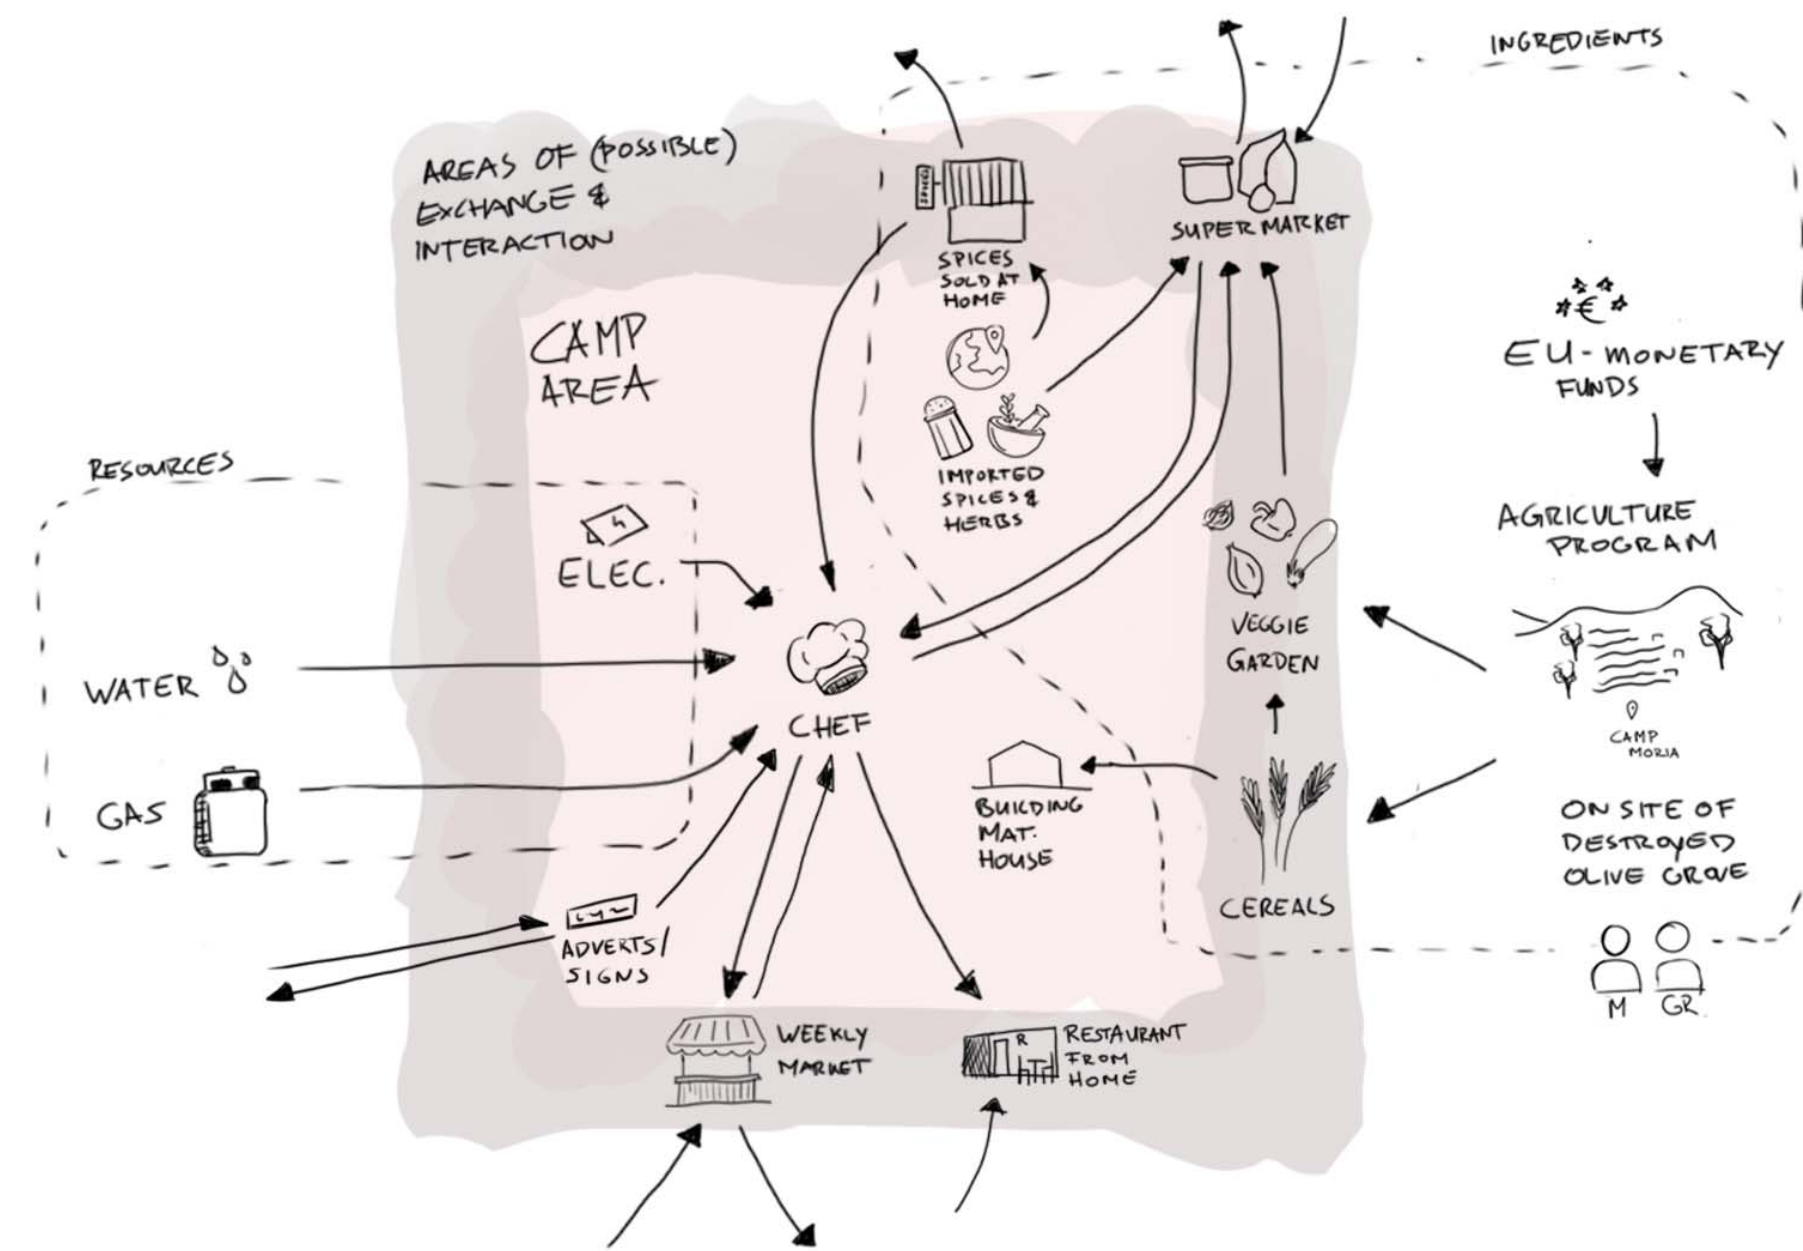 INGREDIENTS
AREAS OF (POSSIBLE)
EXCHANGE &
INTERACTION
SPICES
SPICES
SOLD AT
HOME
SUPER MARKET
CAMP
AREA
EU-MONETARY
FUNDS
IMPORTED
SPICES &
HERBS
RESOURCES
ELEC.
AGRICULTURE
PROGRAM
WATER
VEGGIE
GARDEN
CHEF
CAMP
MORIA
GAS
BUILDING
MAT.
HOUSE
ON SITE OF
DESTROYED
OLIVE GROVE
CEREALS
ADVERTS/
SIGNS
M GR.
WEEKLY
MARKET
R
RESTAURANT
FROM
HOME